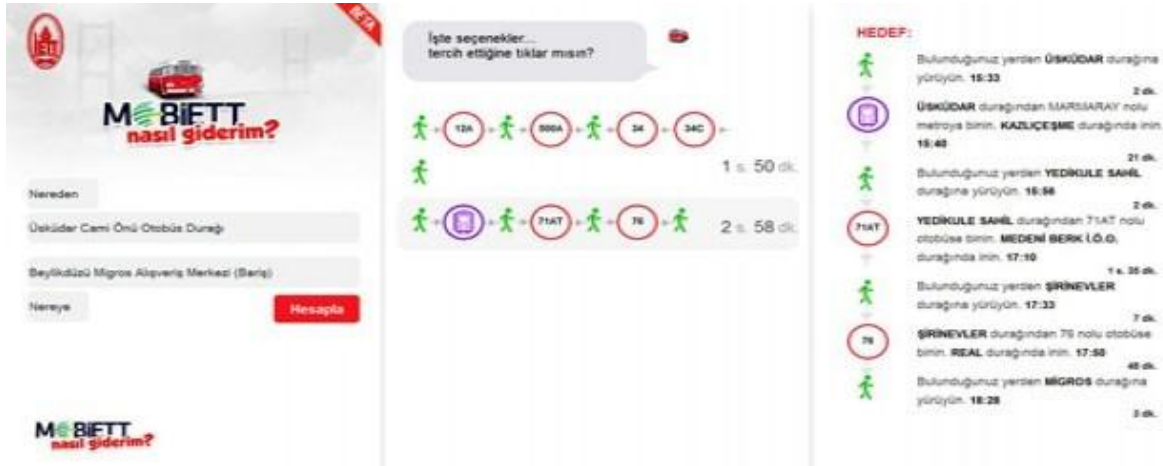 İETT
BETA
MOBİETT
nasıl giderim?
Nereden
Üsküdar Cami Önü Otobüs Durağı
Beylikdüzü Migros Alışveriş Merkezi (Bariş)
Nereye
Hesapla
MOBİETT
nasıl giderim?
İşte seçenekler...
tercih ettiğine tıklar mısın?
12A
500A
34
34C
1 s. 50 dk.
71AT
76
2 s. 58 dk.
HEDEF:
Bulunduğunuz yerden ÜSKÜDAR durağına
yürüyün. 15:33
2 dk.
ÜSKÜDAR durağından MARMARAY nolu
metroya binin. KAZLIÇEŞME durağında inin.
15:40
21 dk.
Bulunduğunuz yerden YEDİKULE SAHİL
durağına yürüyün. 15:56
2 dk.
71AT
YEDİKULE SAHİL durağından 71AT nolu
otobüse binin. MEDENİ BERK İ.Ö.O.
durağında inin. 17:10
1 s. 35 dk.
Bulunduğunuz yerden ŞİRİNEVLER
durağına yürüyün. 17:33
7 dk.
76
ŞİRİNEVLER durağından 76 nolu otobüse
binin. REAL durağında inin. 17:50
45 dk.
Bulunduğunuz yerden MİGROS durağına
yürüyün. 18:28
3 dk.